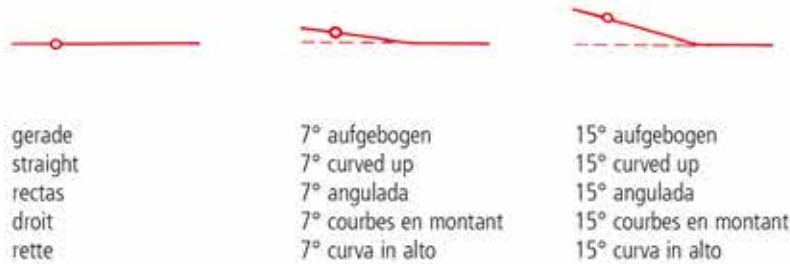 gerade
straight
rectas
droit
rette
7° aufgebogen
7° curved up
7° angulada
7° courbes en montant
7° curva in alto
15° aufgebogen
15° curved up
15° angulada
15° courbes en montant
15° curva in alto